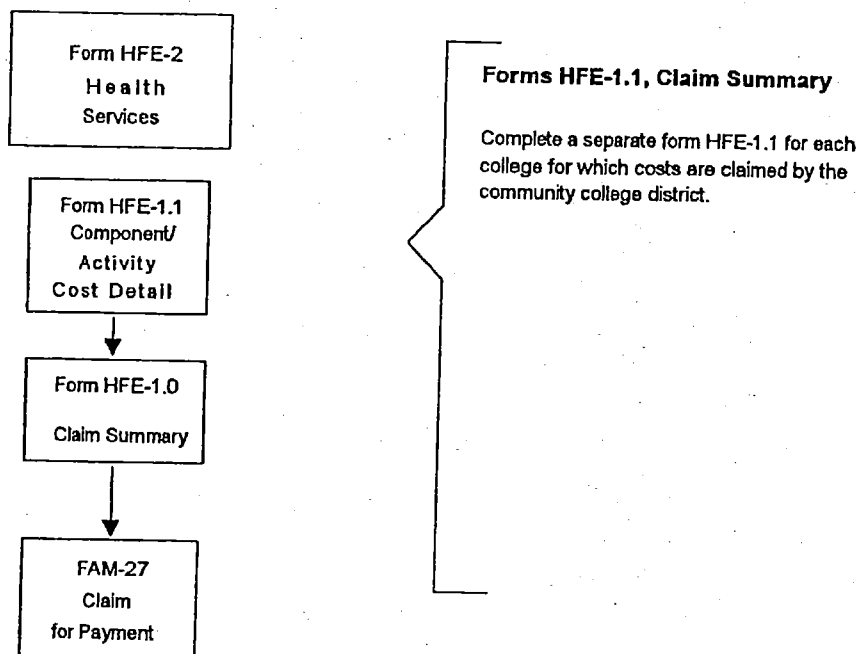 Form HFE-2
Health
Services
Form HFE-1.1
Component/
Activity
Cost Detail
Form HFE-1.0
Claim Summary
FAM-27
Claim
for Payment
Forms HFE-1.1, Claim Summary
Complete a separate form HFE-1.1 for each
college for which costs are claimed by the
community college district.